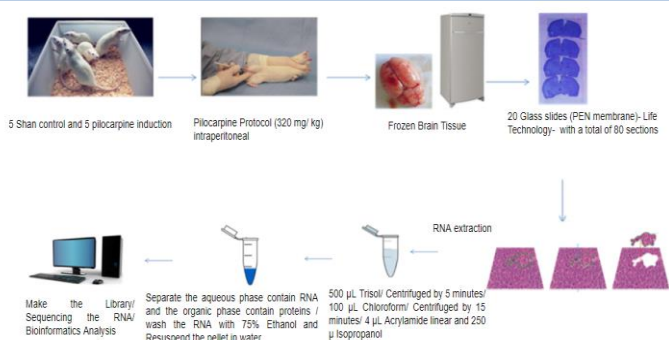 5 Shan control and 5 pilocarpine induction
Pilocarpine Protocol (320 mg/ kg)
intraperitoneal
Frozen Brain Tissue
20 Glass slides (PEN membrane)- Life
Technology- with a total of 80 sections
RNA extraction
500 µL Trisol/ Centrifuged by 5 minutes/
100 µL Chloroform/ Centrifuged by 15
minutes/ 4 µL Acrylamide linear and 250
µ Isopropanol
Separate the aqueous phase contain RNA
and the organic phase contain proteins /
wash the RNA with 75% Ethanol and
Resuspend the pellet in water
Make the Library/
Sequencing the RNA/
Bioinformatics Analysis